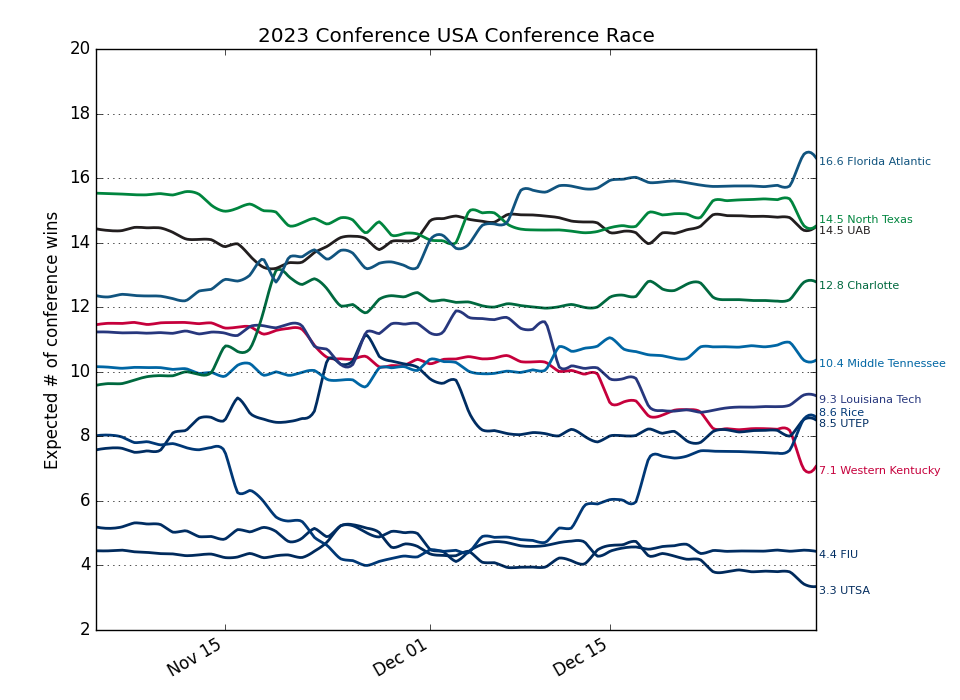 2023 Conference USA Conference Race
Expected # of conference wins
20
18
16
14
12
10
8
6
4
2
Nov 15
Dec 01
Dec 15
16.6 Florida Atlantic
14.5 North Texas
14.5 UAB
12.8 Charlotte
10.4 Middle Tennessee
9.3 Louisiana Tech
8.6 Rice
8.5 UTEP
7.1 Western Kentucky
4.4 FIU
3.3 UTSA